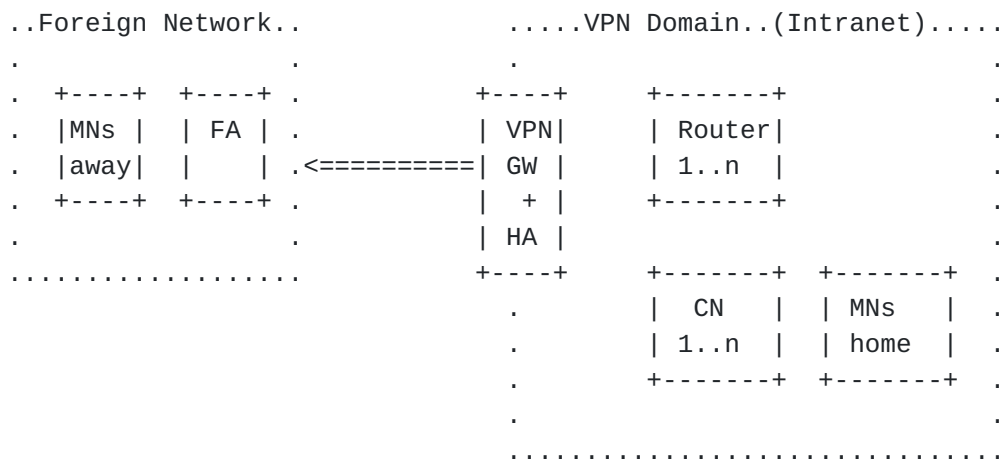 ..Foreign Network..             .....VPN Domain..(Intranet).....
.                 .             .                              .
.  +----+  +----+ .           +----+     +-------+             .
.  |MNs |  | FA | .           | VPN|     | Router|             .
.  |away|  |    | .<==========| GW |     | 1..n  |             .
.  +----+  +----+ .           |  + |     +-------+             .
.                 .           | HA |                           .
...................           +----+     +-------+  +-------+  .
                              .          |  CN   |  | MNs   |  .
                              .          | 1..n  |  | home  |  .
                              .          +-------+  +-------+  .
                              .                                .
                              ..................................